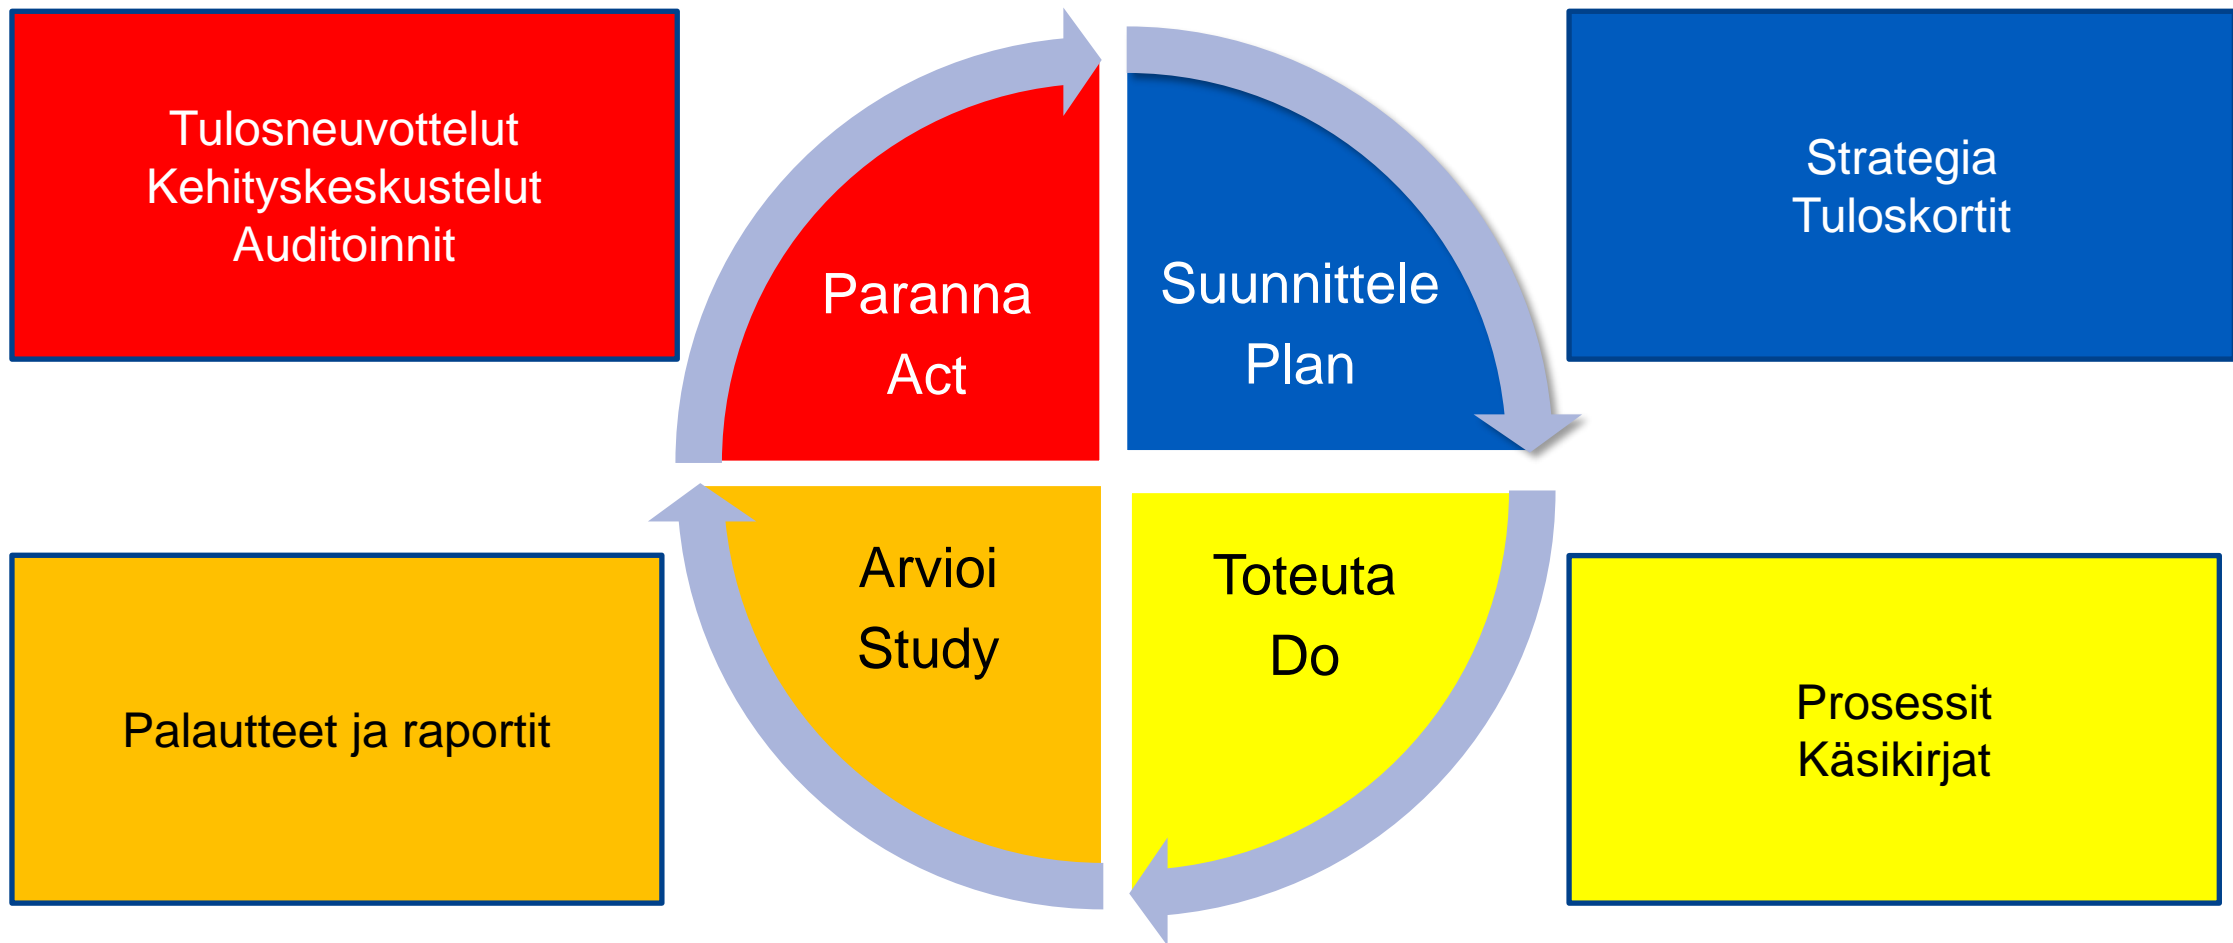 Tulosneuvottelut
Kehityskeskustelut
Auditoinnit
Paranna
Act
Suunnittele
Plan
Strategia
Tuloskortit
Palautteet ja raportit
Arvioi
Study
Toteuta
Do
Prosessit
Käsikirjat